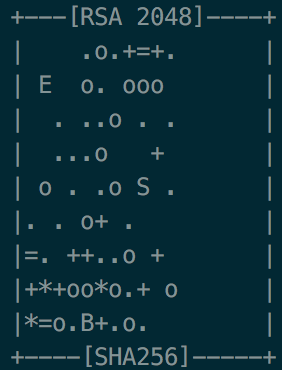 +---[RSA 2048]----+
|    .o.+=+.      |
| E  o. ooo       |
|  . ..o . .      |
|  ...o   +       |
| o . .o S .      |
|. . o+ .         |
|=. ++..o +       |
|+*+oo*o.+ o      |
|*=o.B+.o.        |
+----[SHA256]-----+